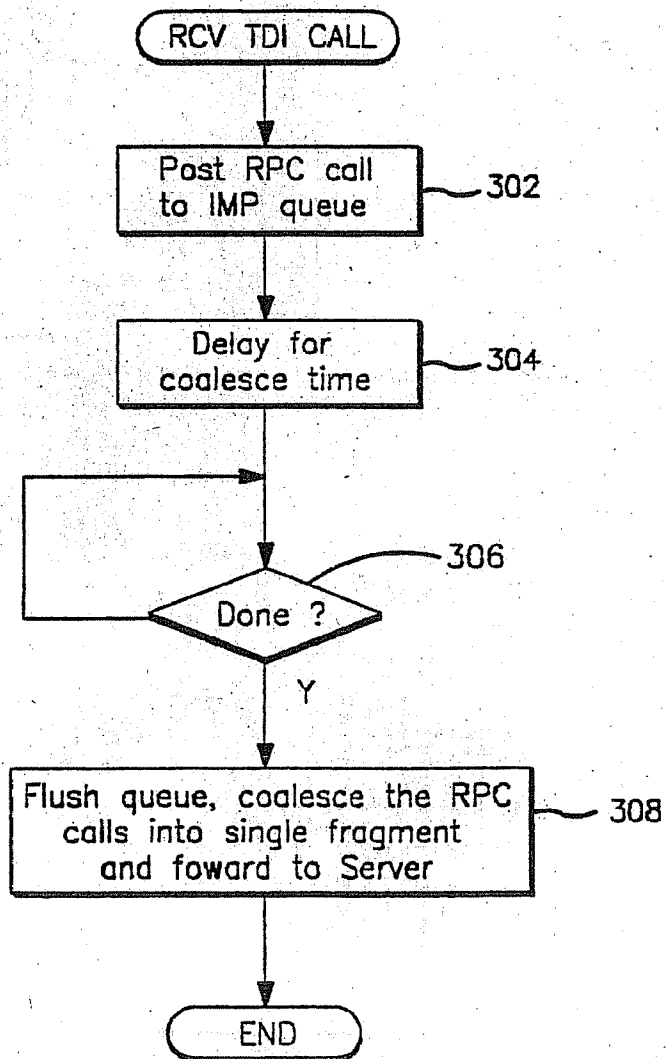 RCV TDI CALL
Post RPC call
to IMP queue
302
Delay for
coalesce time
304
306
Done ?
Y
Flush queue, coalesce the RPC
calls into single fragment
and foward to Server
308
END